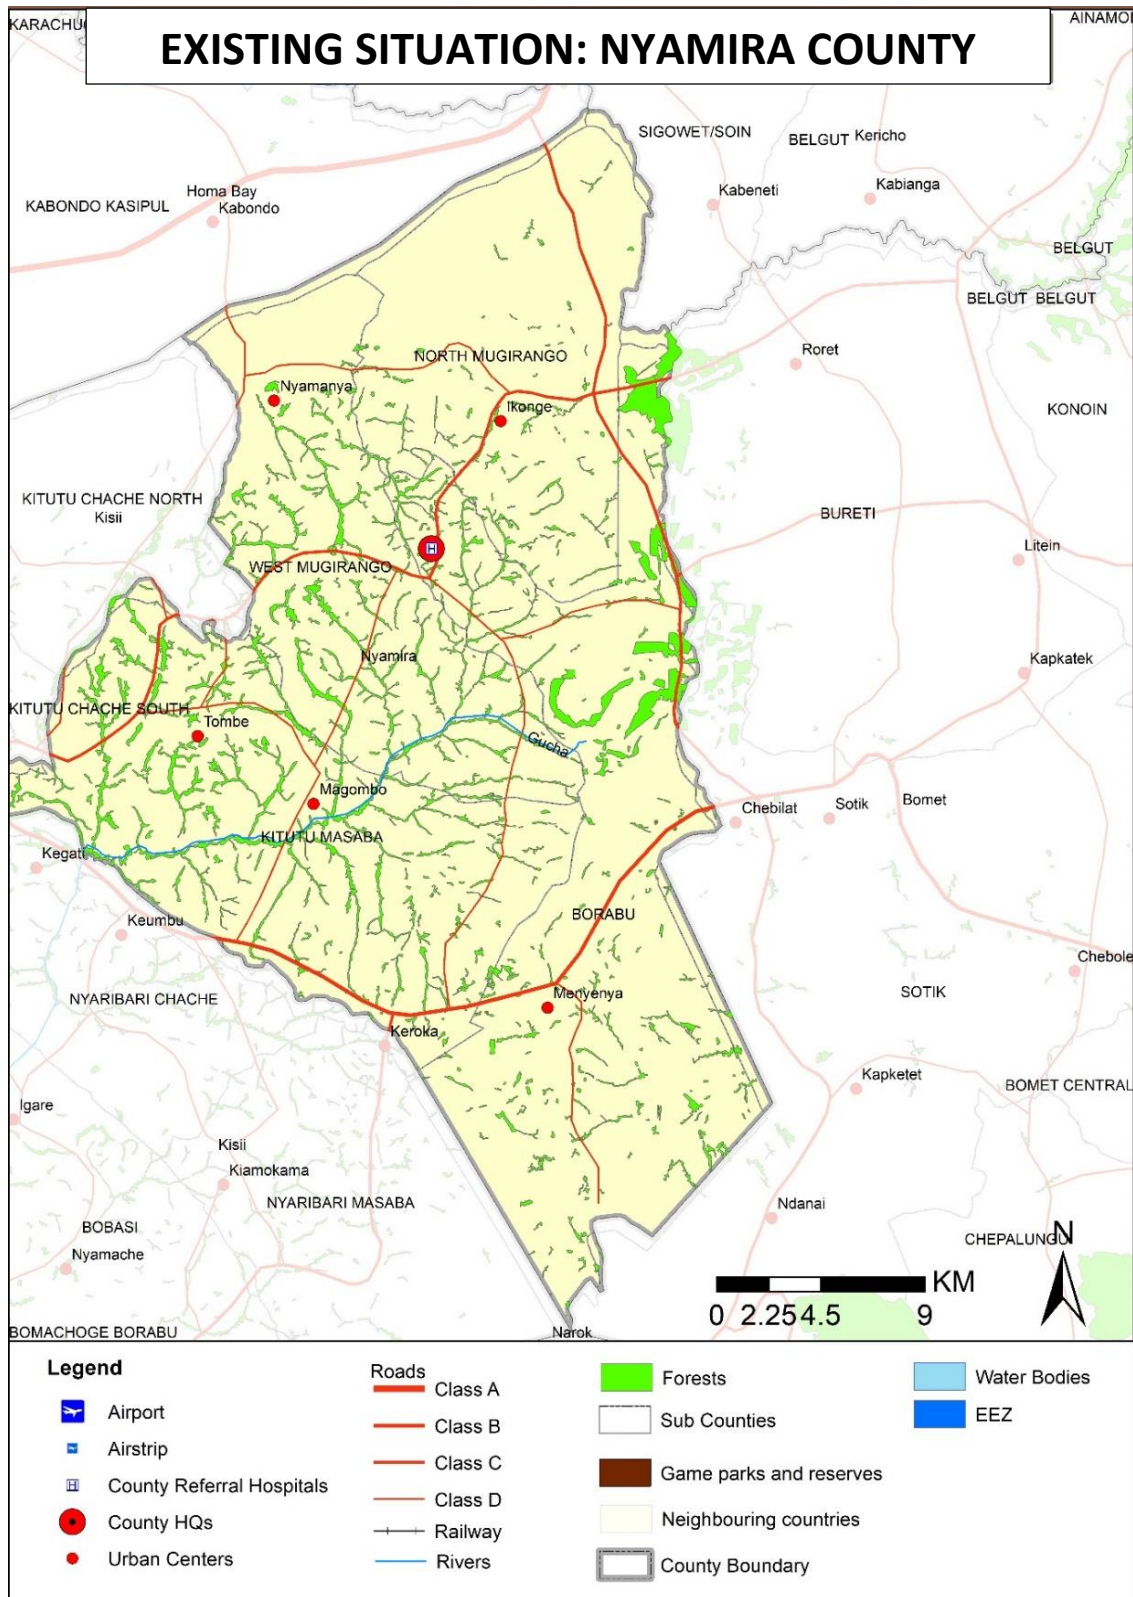 KARACHU
AINAMOI
EXISTING SITUATION: NYAMIRA COUNTY
SIGOWET/SOIN
BELGUT Kericho
Homa Bay
KABONDO KASIPUL
Kabondo
Kabeneti
Kabianga
BELGUT
BELGUT BELGUT
NORTH MUGIRANGO
Roret
Nyamanya
Ikonge
KONOIN
KITUTU CHACHE NORTH
Kisii
BURETI
H
Litein
WEST MUGIRANGO
Nyamira
Kapkatek
KITUTU CHACHE SOUTH
Tombe
Gucha
Magombo
Chebilat
Sotik
Bomet
KITUTU MASABA
Kegati
Keumbu
BORABU
Chebole
NYARIBARI CHACHE
Menyenya
SOTIK
Keroka
Kapketet
BOMET CENTRAL
Igare
Kisii
Kiamokama
NYARIBARI MASABA
Ndanai
BOBASI
Nyamache
CHEPALUNGU
N
KM
0 2.25 4.5 9
BOMACHOGE BORABU
Narok
Legend
Airport
Airstrip
H County Referral Hospitals
County HQs
Urban Centers
Roads
Class A
Class B
Class C
Class D
Railway
Rivers
Forests
Sub Counties
Game parks and reserves
Neighbouring countries
County Boundary
Water Bodies
EEZ